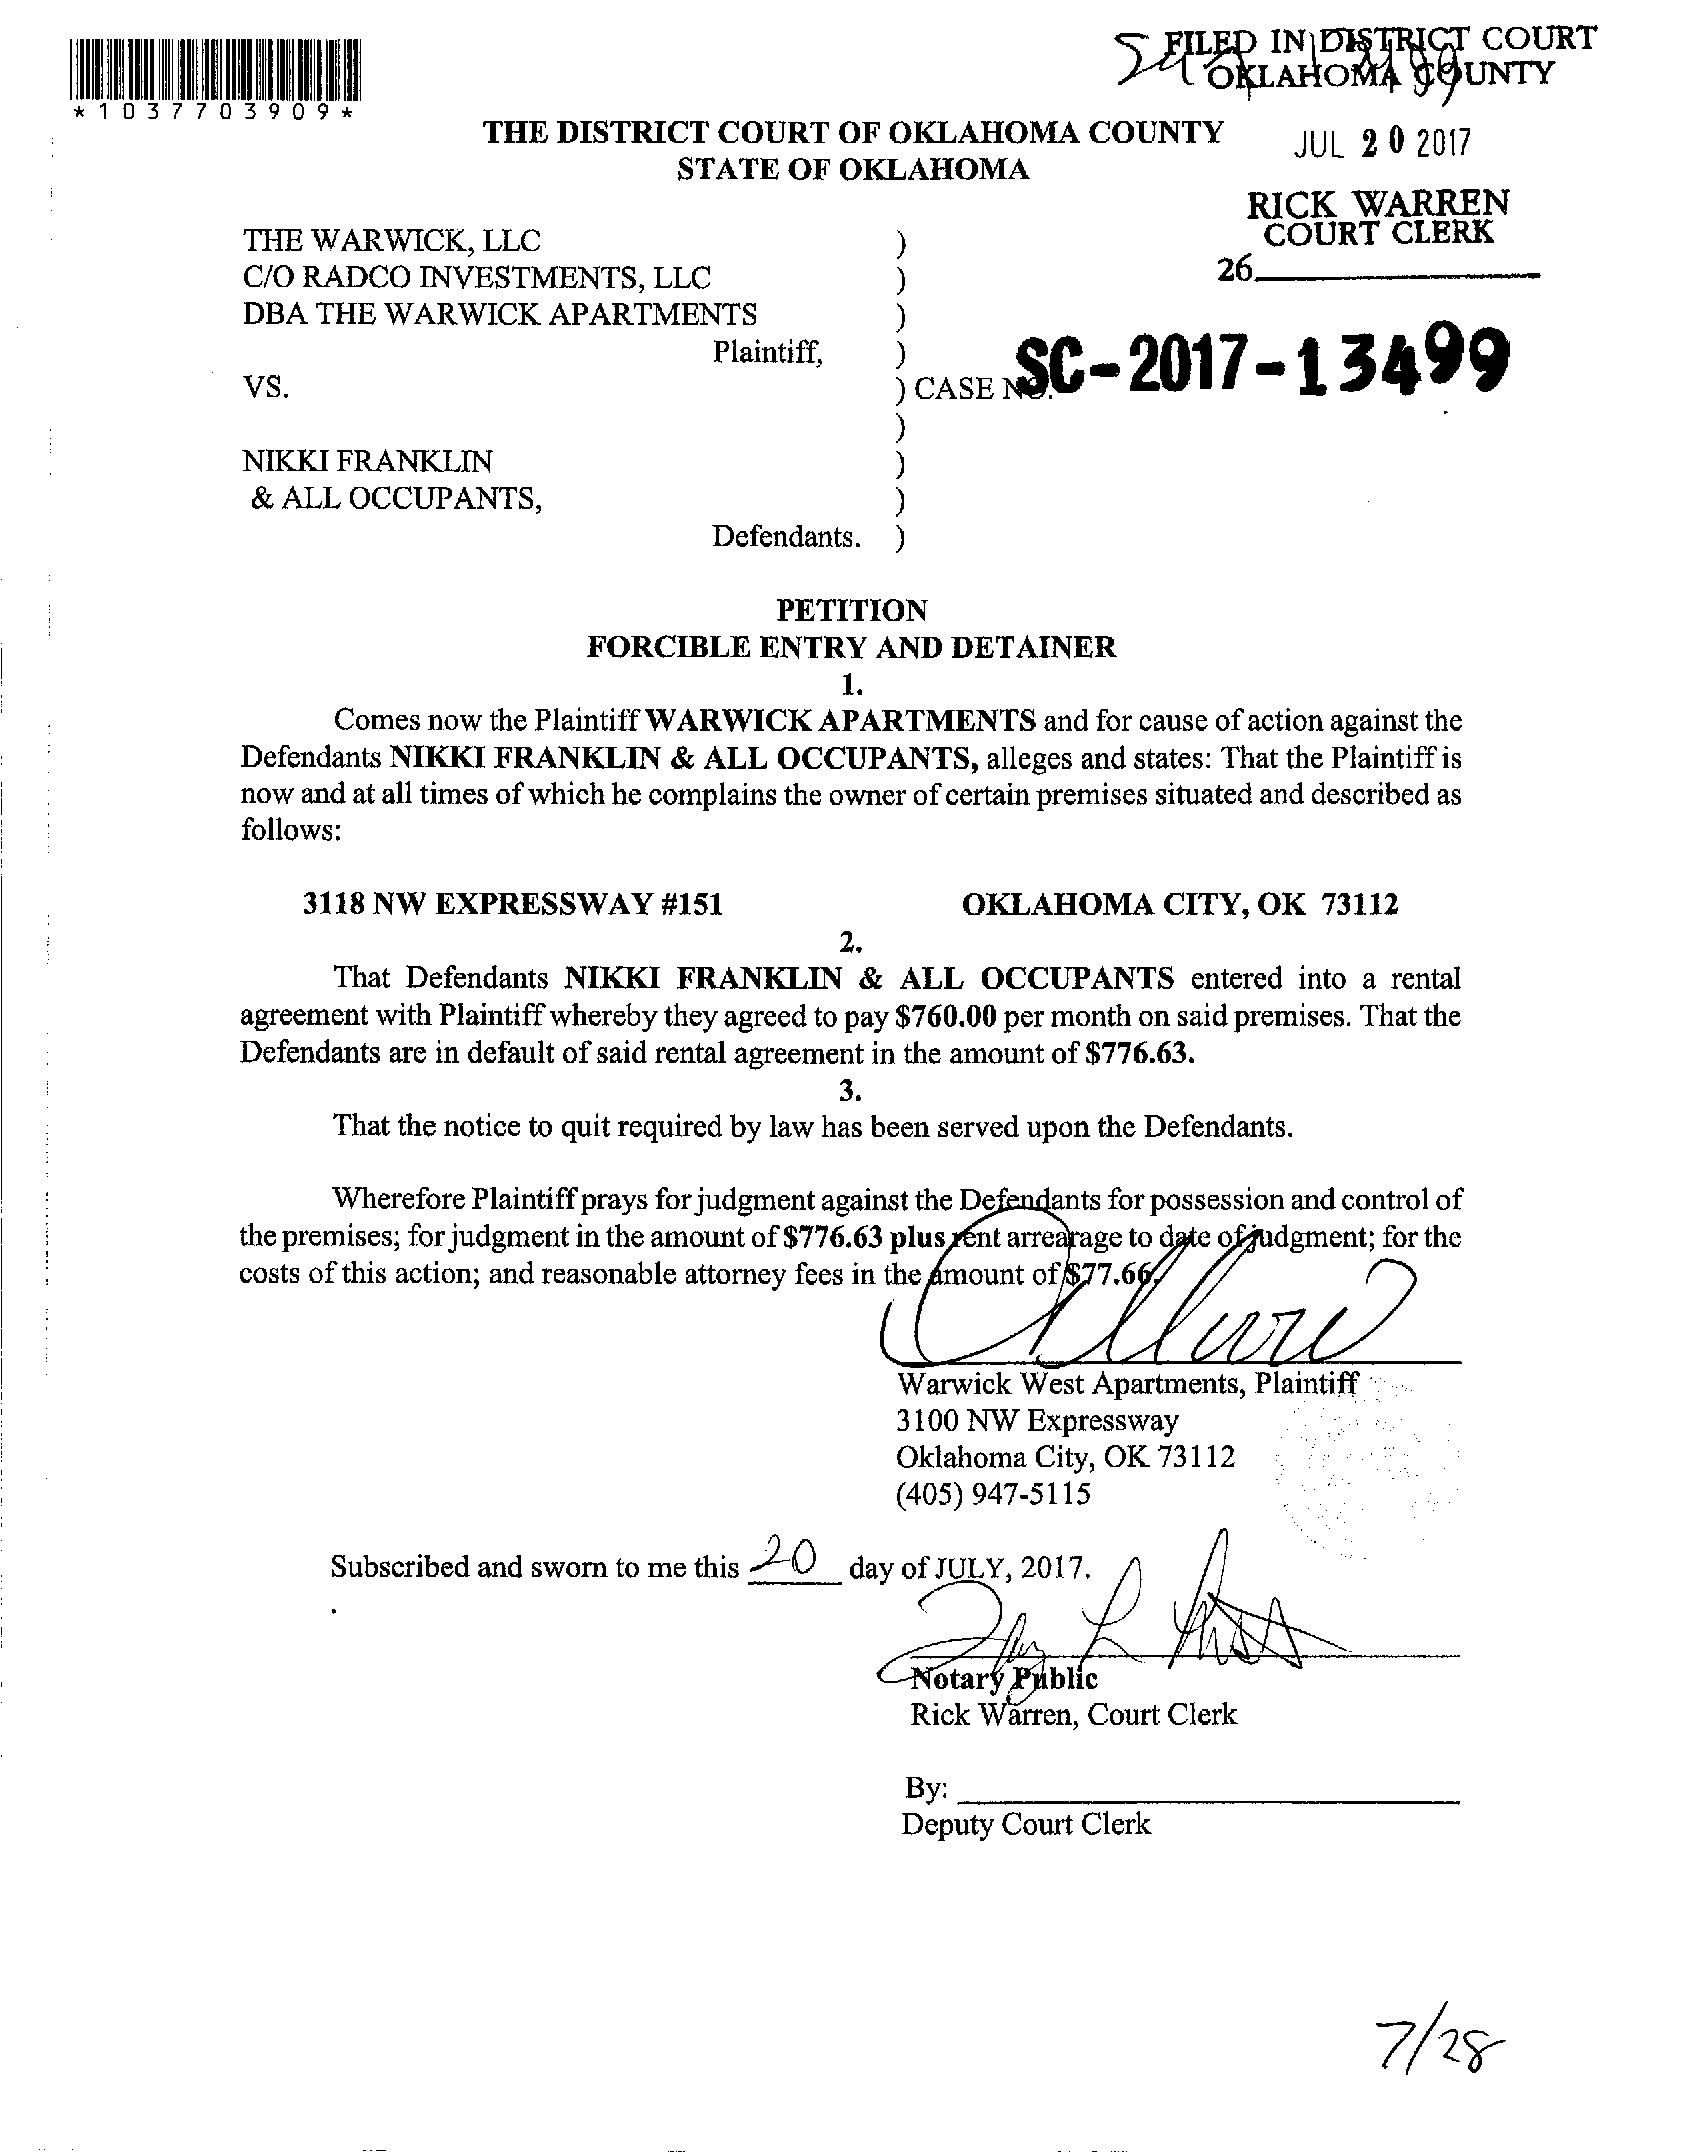 FILED IN DISTRICT COURT
OKLAHOMA COUNTY
*1037703909*
THE DISTRICT COURT OF OKLAHOMA COUNTY
STATE OF OKLAHOMA
JUL 20 2017
RICK WARREN
COURT CLERK
26
THE WARWICK, LLC )
C/O RADCO INVESTMENTS, LLC )
DBA THE WARWICK APARTMENTS )
Plaintiff, )
VS. ) CASE NO. SC-2017-13499
)
NIKKI FRANKLIN )
& ALL OCCUPANTS, )
Defendants. )
PETITION
FORCIBLE ENTRY AND DETAINER
1.
Comes now the Plaintiff WARWICK APARTMENTS and for cause of action against the
Defendants NIKKI FRANKLIN & ALL OCCUPANTS, alleges and states: That the Plaintiff is
now and at all times of which he complains the owner of certain premises situated and described as
follows:
3118 NW EXPRESSWAY #151 OKLAHOMA CITY, OK 73112
2.
That Defendants NIKKI FRANKLIN & ALL OCCUPANTS entered into a rental
agreement with Plaintiff whereby they agreed to pay $760.00 per month on said premises. That the
Defendants are in default of said rental agreement in the amount of $776.63.
3.
That the notice to quit required by law has been served upon the Defendants.
Wherefore Plaintiff prays for judgment against the Defendants for possession and control of
the premises; for judgment in the amount of $776.63 plus rent arrearage to date of judgment; for the
costs of this action; and reasonable attorney fees in the amount of $77.66.
Warwick West Apartments, Plaintiff
3100 NW Expressway
Oklahoma City, OK 73112
(405) 947-5115
Subscribed and sworn to me this 20 day of JULY, 2017.
Notary Public
Rick Warren, Court Clerk
By:
Deputy Court Clerk
7/28